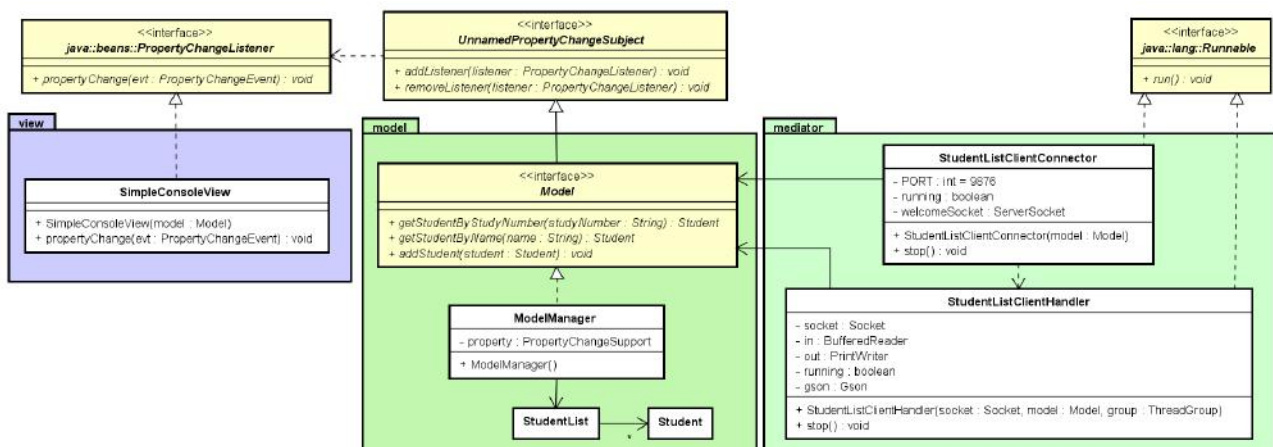 <<interface>>
java::beans::PropertyChangeListener
+ propertyChange(evt : PropertyChangeEvent) : void
<<interface>>
UnnamedPropertyChangeSubject
+ addListener(listener : PropertyChangeListener) : void
+ removeListener(listener : PropertyChangeListener) : void
<<interface>>
java::lang::Runnable
+ run() : void
view
SimpleConsoleView
+ SimpleConsoleView(model : Model)
+ propertyChange(evt : PropertyChangeEvent) : void
model
<<interface>>
Model
+ getStudentByStudyNumber(studyNumber : String) : Student
+ getStudentByName(name : String) : Student
+ addStudent(student : Student) : void
ModelManager
- property : PropertyChangeSupport
+ ModelManager()
StudentList
Student
*
mediator
StudentListClientConnector
- PORT : int = 9876
- running : boolean
- welcomeSocket : ServerSocket
+ StudentListClientConnector(model : Model)
+ stop() : void
StudentListClientHandler
- socket : Socket
- in : BufferedReader
- out : PrintWriter
- running : boolean
- gson : Gson
+ StudentListClientHandler(socket : Socket, model : Model, group : ThreadGroup)
+ stop() : void